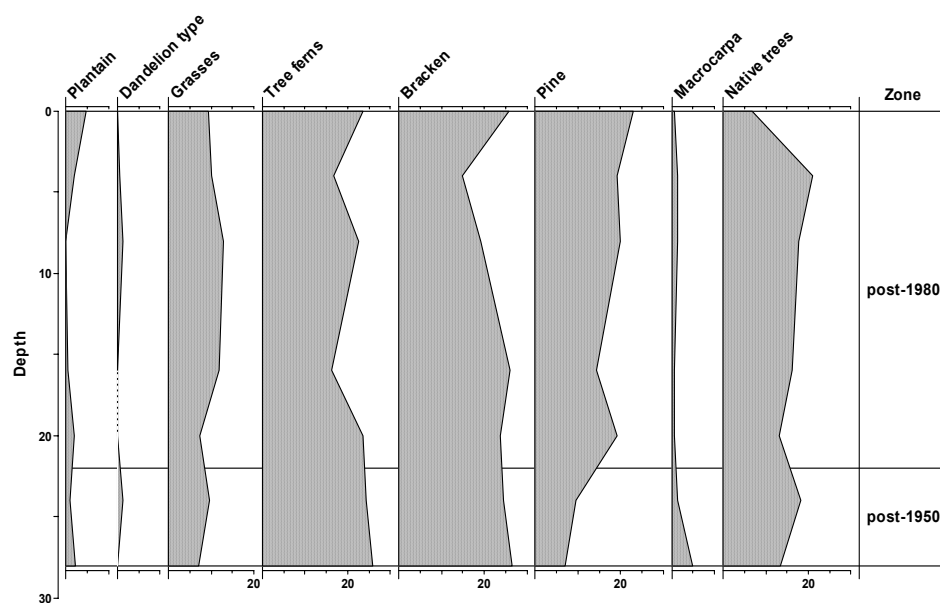 Plantain
Dandelion type
Grasses
Tree ferns
Bracken
Pine
Macrocarpa
Native trees
Zone
0
10
20
30
Depth
post-1980
post-1950
20 20 20 20 20